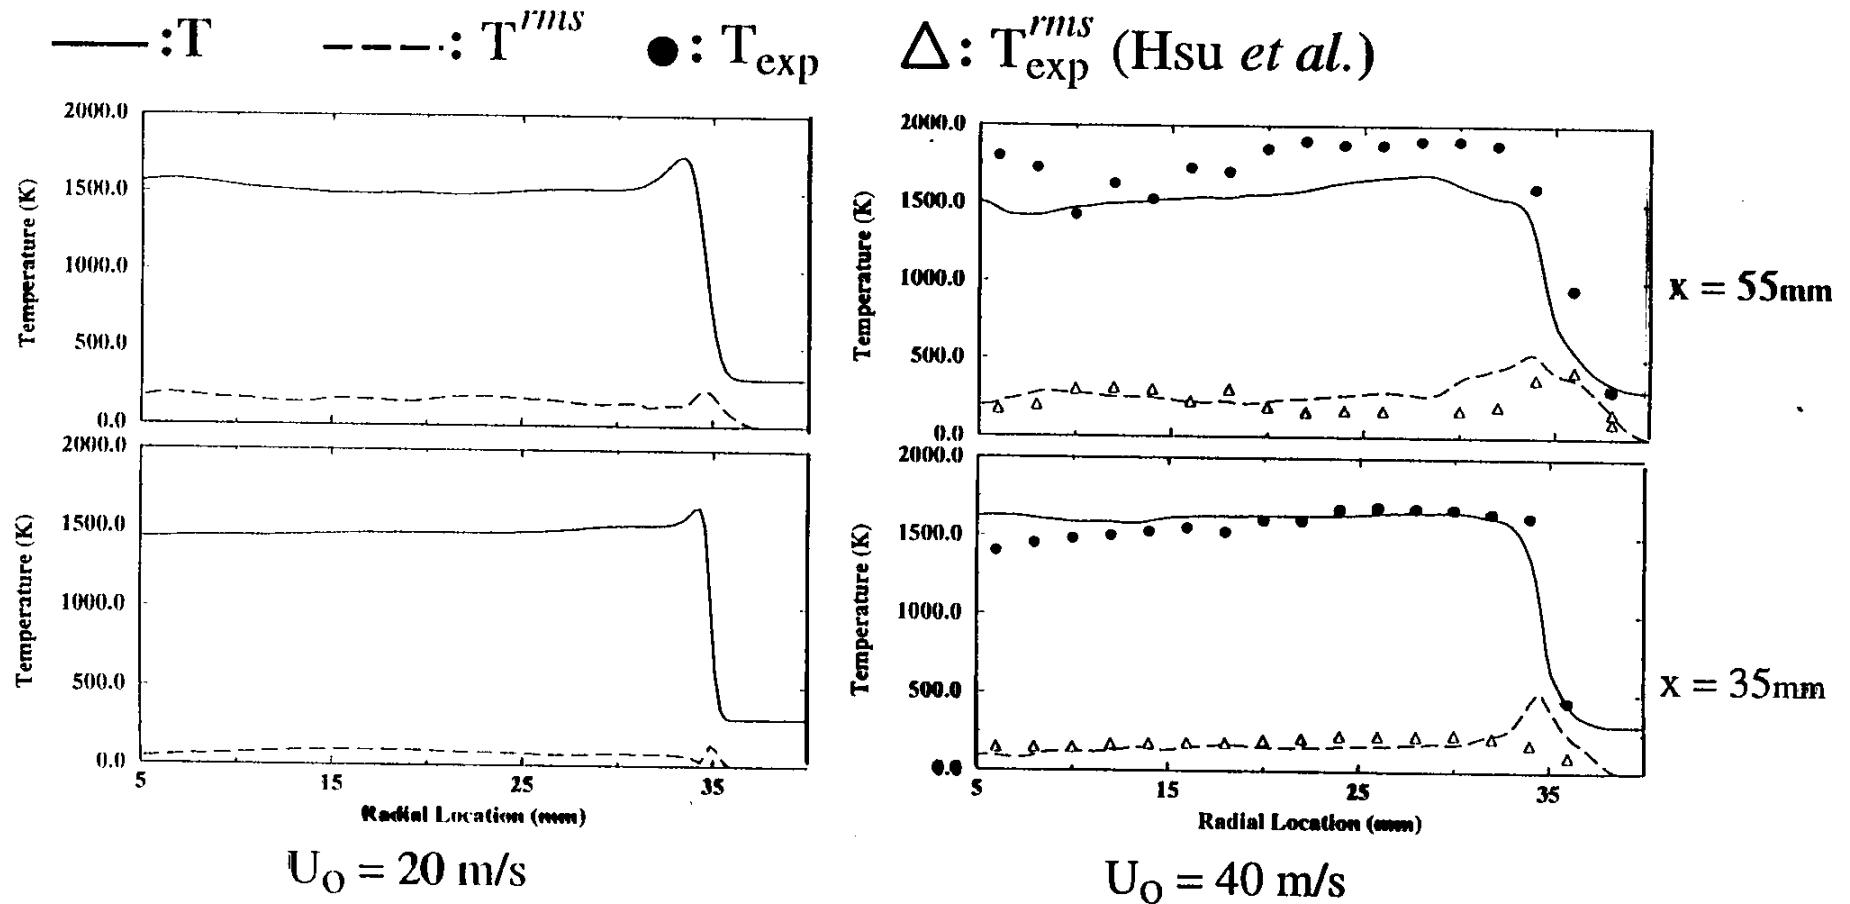 :T
: T^rms
: T_exp
: T_exp^rms (Hsu et al.)
2000.0
1500.0
1000.0
500.0
0.0
Temperature (K)
2000.0
1500.0
1000.0
500.0
0.0
Temperature (K)
x = 55mm
2000.0
1500.0
1000.0
500.0
0.0
Temperature (K)
5 15 25 35
Radial Location (mm)
2000.0
1500.0
1000.0
500.0
0.0
Temperature (K)
5 15 25 35
Radial Location (mm)
x = 35mm
U_O = 20 m/s
U_O = 40 m/s